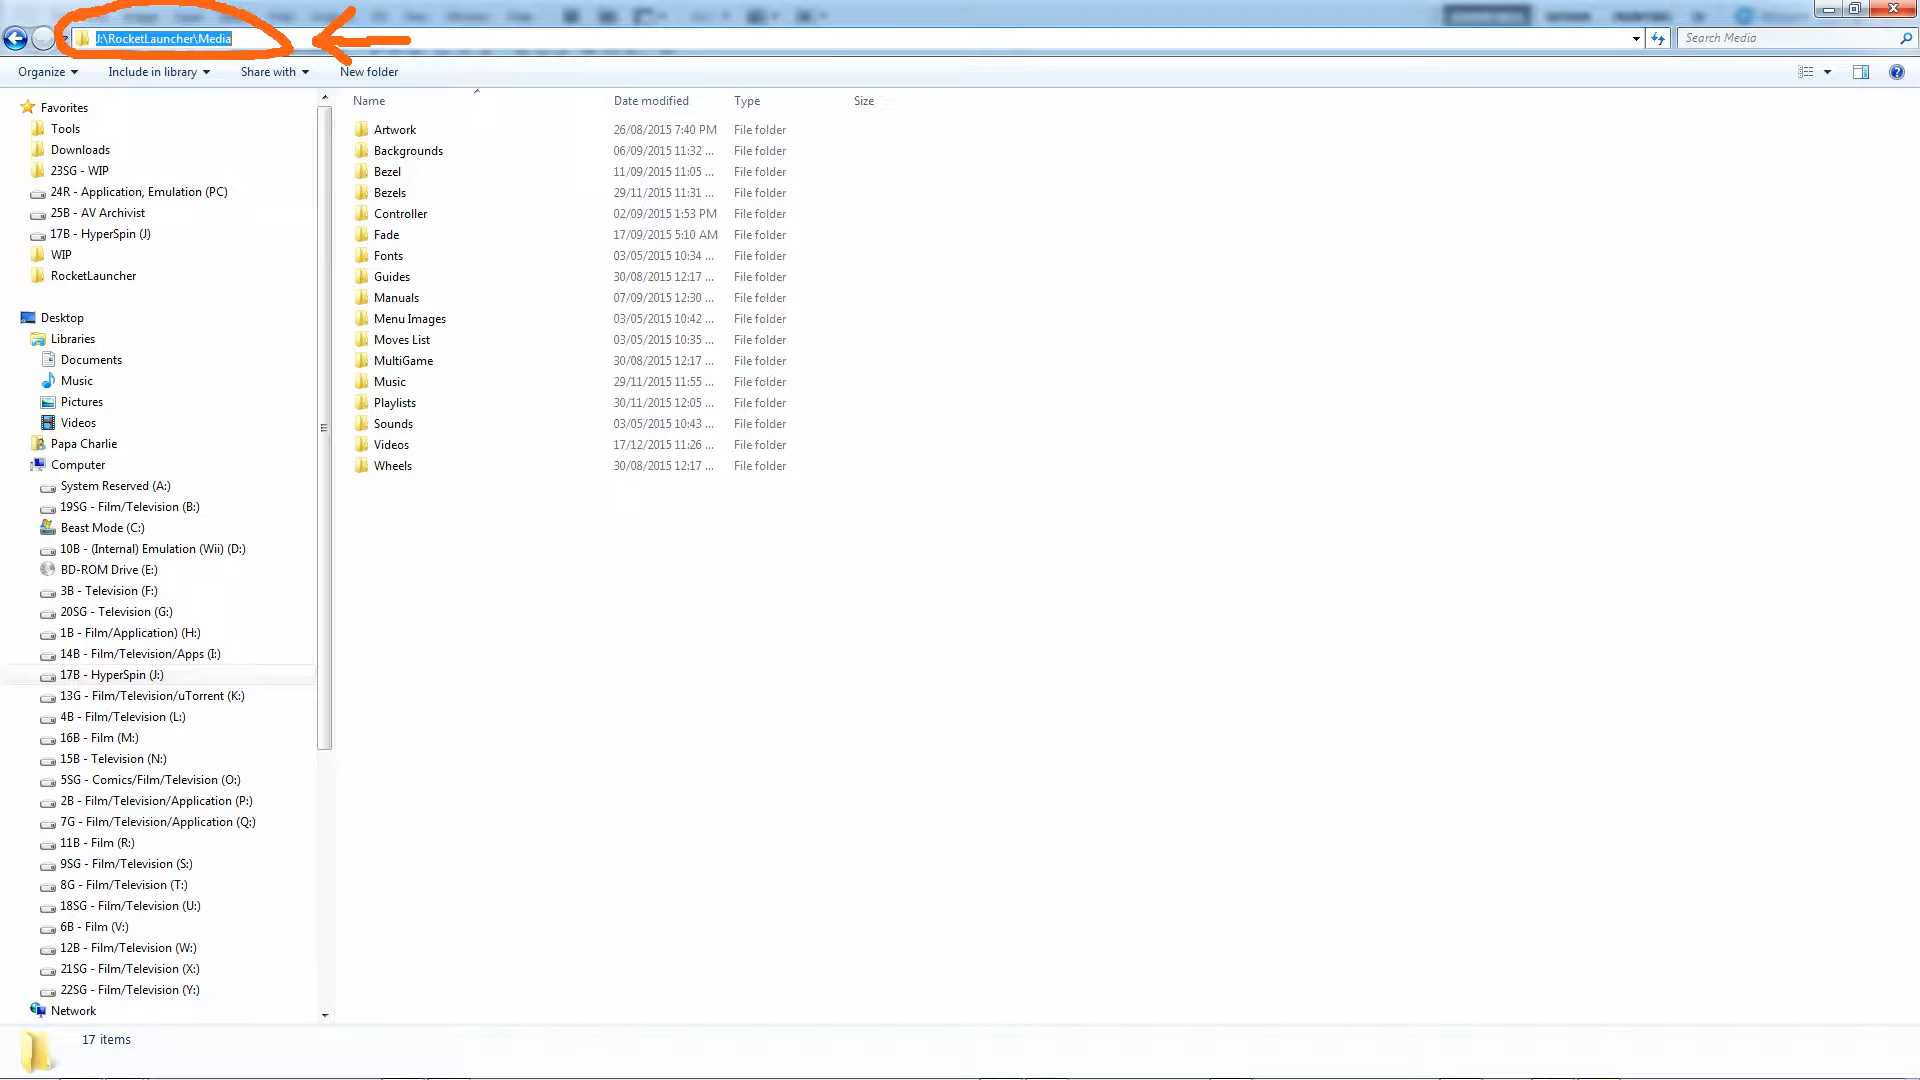 J:\RocketLauncher\Media
Search Media
Organize Include in library Share with New folder
Name Date modified Type Size
Favorites
Tools
Downloads
23SG - WIP
24R - Application, Emulation (PC)
25B - AV Archivist
17B - HyperSpin (J)
WIP
RocketLauncher
Desktop
Libraries
Documents
Music
Pictures
Videos
Papa Charlie
Computer
System Reserved (A:)
19SG - Film/Television (B:)
Beast Mode (C:)
10B - (Internal) Emulation (Wii) (D:)
BD-ROM Drive (E:)
3B - Television (F:)
20SG - Television (G:)
1B - Film/Application) (H:)
14B - Film/Television/Apps (I:)
17B - HyperSpin (J:)
13G - Film/Television/uTorrent (K:)
4B - Film/Television (L:)
16B - Film (M:)
15B - Television (N:)
5SG - Comics/Film/Television (O:)
2B - Film/Television/Application (P:)
7G - Film/Television/Application (Q:)
11B - Film (R:)
9SG - Film/Television (S:)
8G - Film/Television (T:)
18SG - Film/Television (U:)
6B - Film (V:)
12B - Film/Television (W:)
21SG - Film/Television (X:)
22SG - Film/Television (Y:)
Network
Artwork 26/08/2015 7:40 PM File folder
Backgrounds 06/09/2015 11:32 ... File folder
Bezel 11/09/2015 11:05 ... File folder
Bezels 29/11/2015 11:31 ... File folder
Controller 02/09/2015 1:53 PM File folder
Fade 17/09/2015 5:10 AM File folder
Fonts 03/05/2015 10:34 ... File folder
Guides 30/08/2015 12:17 ... File folder
Manuals 07/09/2015 12:30 ... File folder
Menu Images 03/05/2015 10:42 ... File folder
Moves List 03/05/2015 10:35 ... File folder
MultiGame 30/08/2015 12:17 ... File folder
Music 29/11/2015 11:55 ... File folder
Playlists 30/11/2015 12:05 ... File folder
Sounds 03/05/2015 10:43 ... File folder
Videos 17/12/2015 11:26 ... File folder
Wheels 30/08/2015 12:17 ... File folder
17 items